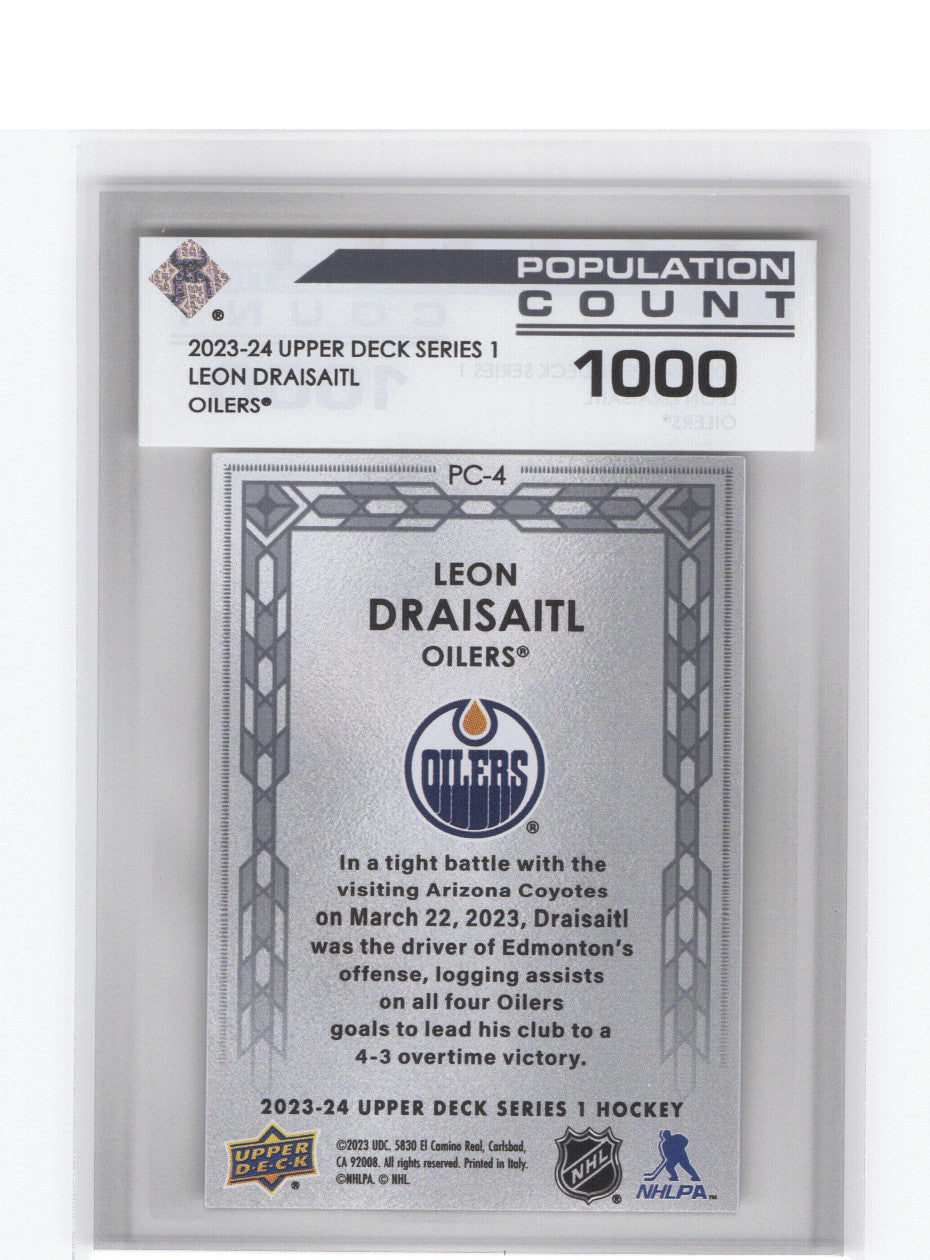 POPULATION
COUNT
1000
®
2023-24 UPPER DECK SERIES 1
LEON DRAISAITL
OILERS®
PC-4
LEON
DRAISAITL
OILERS®
OILERS
®
In a tight battle with the
visiting Arizona Coyotes
on March 22, 2023, Draisaitl
was the driver of Edmonton's
offense, logging assists
on all four Oilers
goals to lead his club to a
4-3 overtime victory.
2023-24 UPPER DECK SERIES 1 HOCKEY
UPPER
D·E·C·K
®
©2023 UDC. 5830 El Camino Real, Carlsbad,
CA 92008. All rights reserved. Printed in Italy.
©NHLPA. © NHL.
NHL
®
NHLPA™